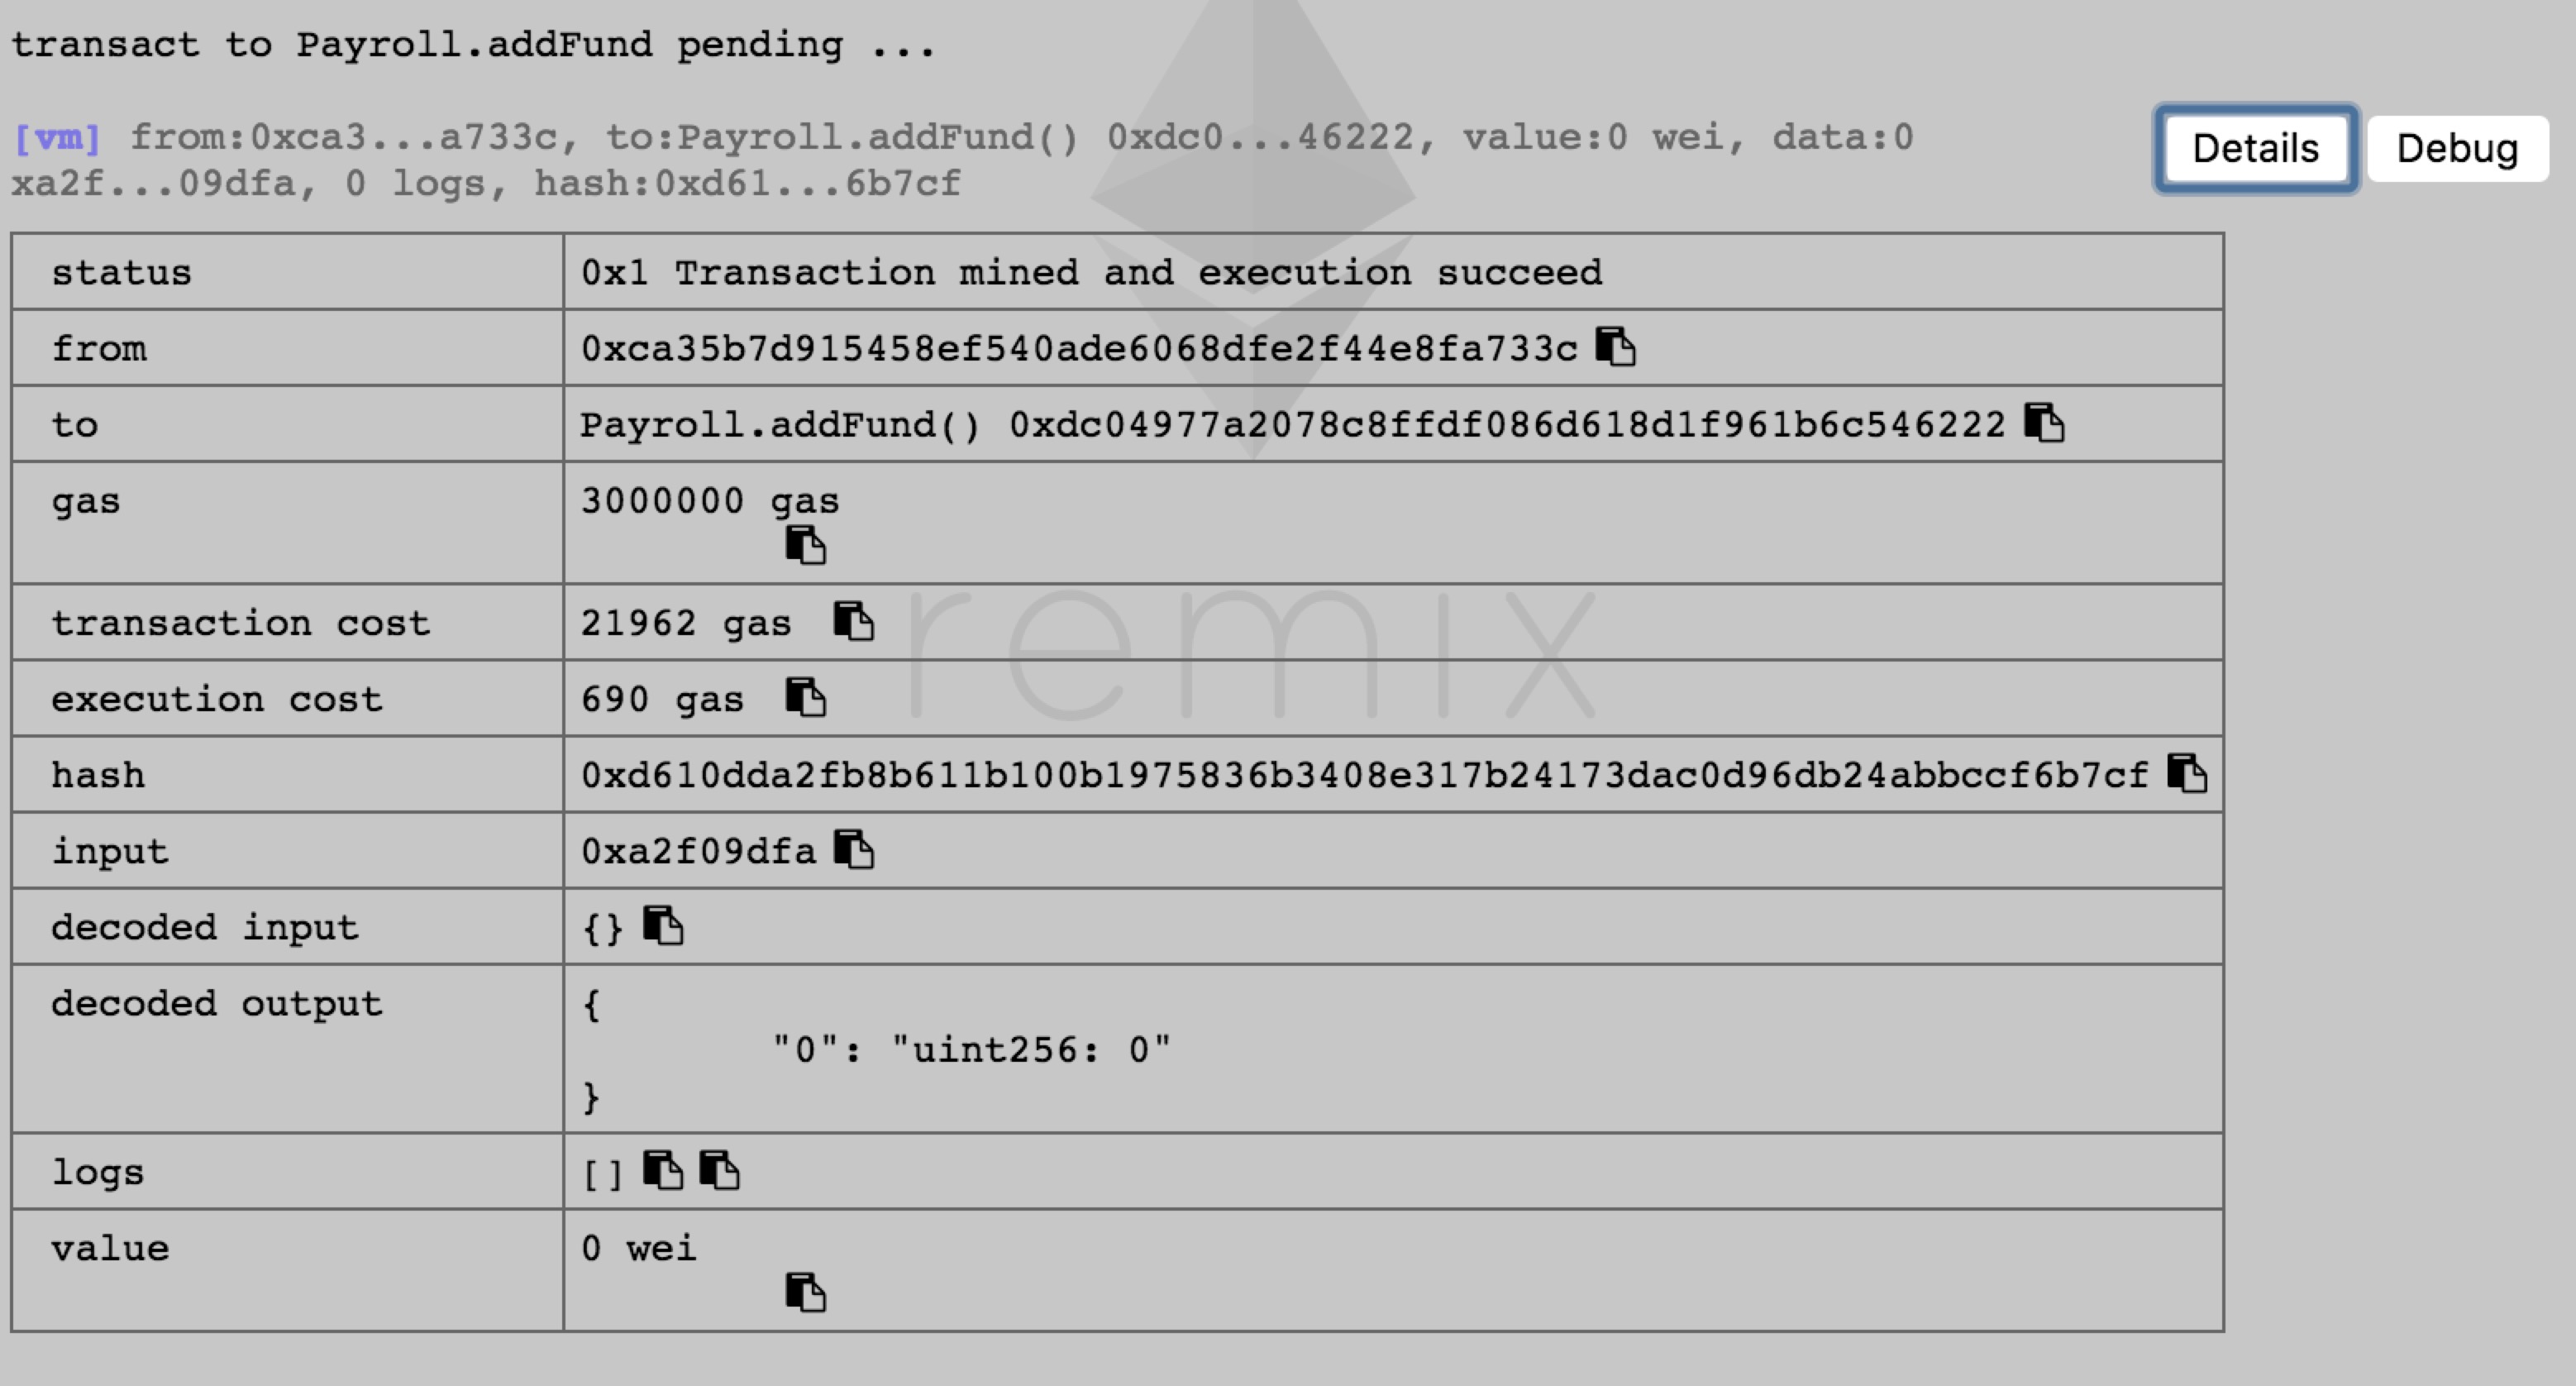 transact to Payroll.addFund pending ...
[vm] from:0xca3...a733c, to:Payroll.addFund() 0xdc0...46222, value:0 wei, data:0
xa2f...09dfa, 0 logs, hash:0xd61...6b7cf
Details Debug
status 0x1 Transaction mined and execution succeed
from 0xca35b7d915458ef540ade6068dfe2f44e8fa733c
to Payroll.addFund() 0xdc04977a2078c8ffdf086d618d1f961b6c546222
gas 3000000 gas
transaction cost 21962 gas
execution cost 690 gas
hash 0xd610dda2fb8b611b100b1975836b3408e317b24173dac0d96db24abbccf6b7cf
input 0xa2f09dfa
decoded input {}
decoded output {
"0": "uint256: 0"
}
logs []
value 0 wei
remix